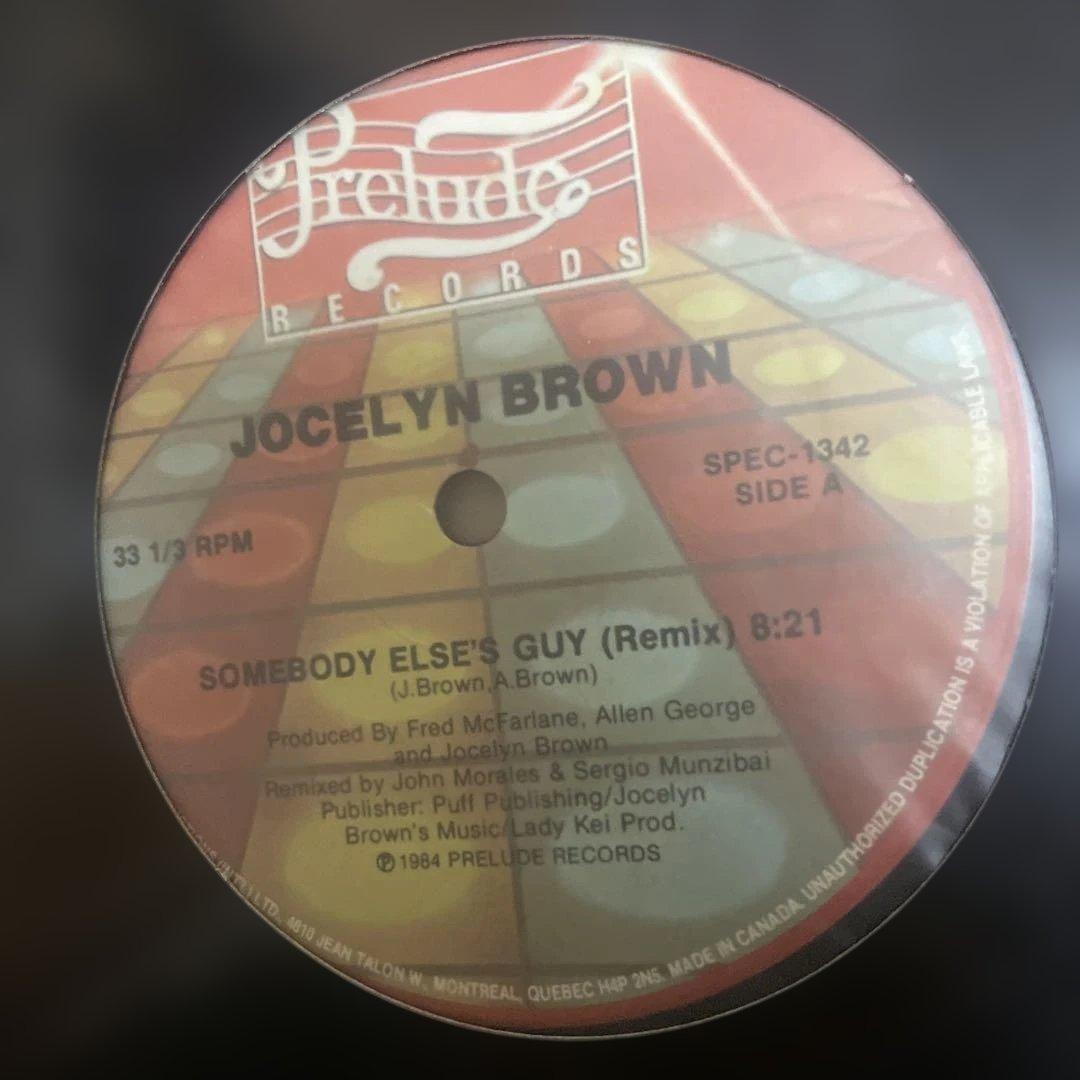 Prelude
RECORDS
JOCELYN BROWN
SPEC-1342
SIDE A
33 1/3 RPM
SOMEBODY ELSE'S GUY (Remix) 8:21
(J.Brown,A.Brown)
Produced By Fred McFarlane, Allen George
and Jocelyn Brown
Remixed by John Morales & Sergio Munzibai
Publisher: Puff Publishing/Jocelyn
Brown's Music/Lady Kei Prod.
℗ 1984 PRELUDE RECORDS
LTD., 4810 JEAN TALON W., MONTREAL, QUEBEC H4P 2N5. MADE IN CANADA. UNAUTHORIZED DUPLICATION IS A VIOLATION OF APPLICABLE LAWS.